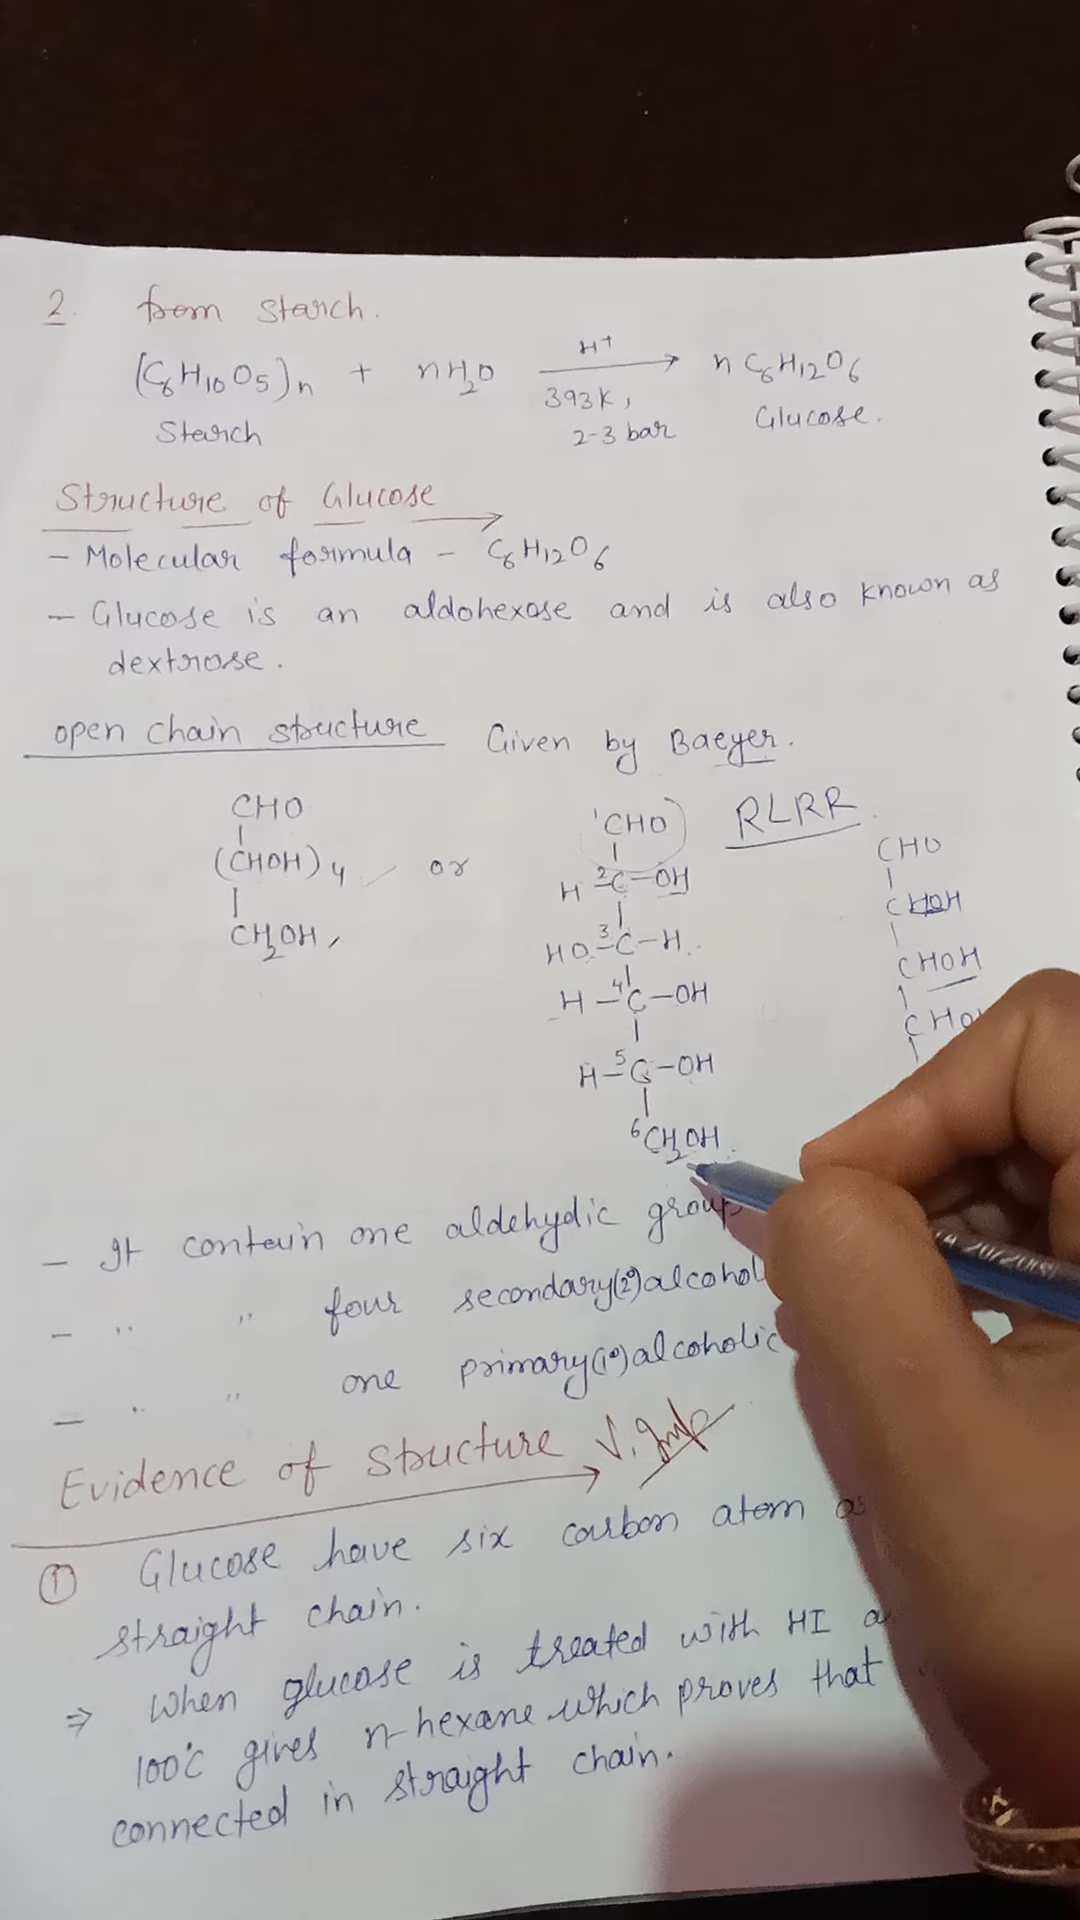 2. from starch.
(C6H10O5)n + nH2O H+ → n C6H12O6
393K,
2-3 bar
Starch Glucose.
Structure of Glucose →
- Molecular formula - C6H12O6
- Glucose is an aldohexose and is also known as
dextrose.
open chain structure Given by Baeyer.
CHO
(CHOH)4
CH2OH,
or
1CHO
H-2C-OH
HO-3C-H
H-4C-OH
H-5C-OH
6CH2OH.
RLRR
CHO
CHOH
CHOH
- It contain one aldehydic group
- " " four secondary(2°)alcohol
- " " one primary(1°)alcoholic
Evidence of structure → V. Imp
① Glucose have six carbon atom
straight chain.
⇒ When glucose is treated with HI
100°C gives n-hexane which proves that
connected in straight chain.